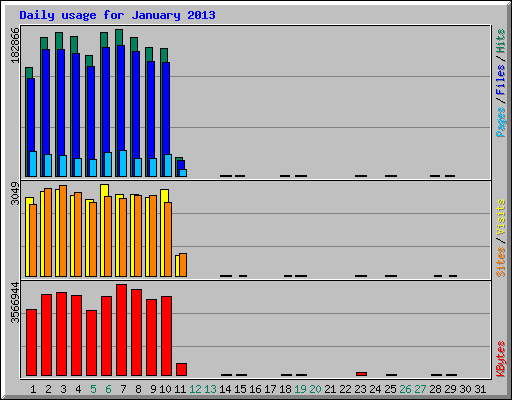 Daily usage for January 2013
182866
Pages / Files / Hits
3049
Sites / Visits
3566944
KBytes
1 2 3 4 5 6 7 8 9 10 11 12 13 14 15 16 17 18 19 20 21 22 23 24 25 26 27 28 29 30 31